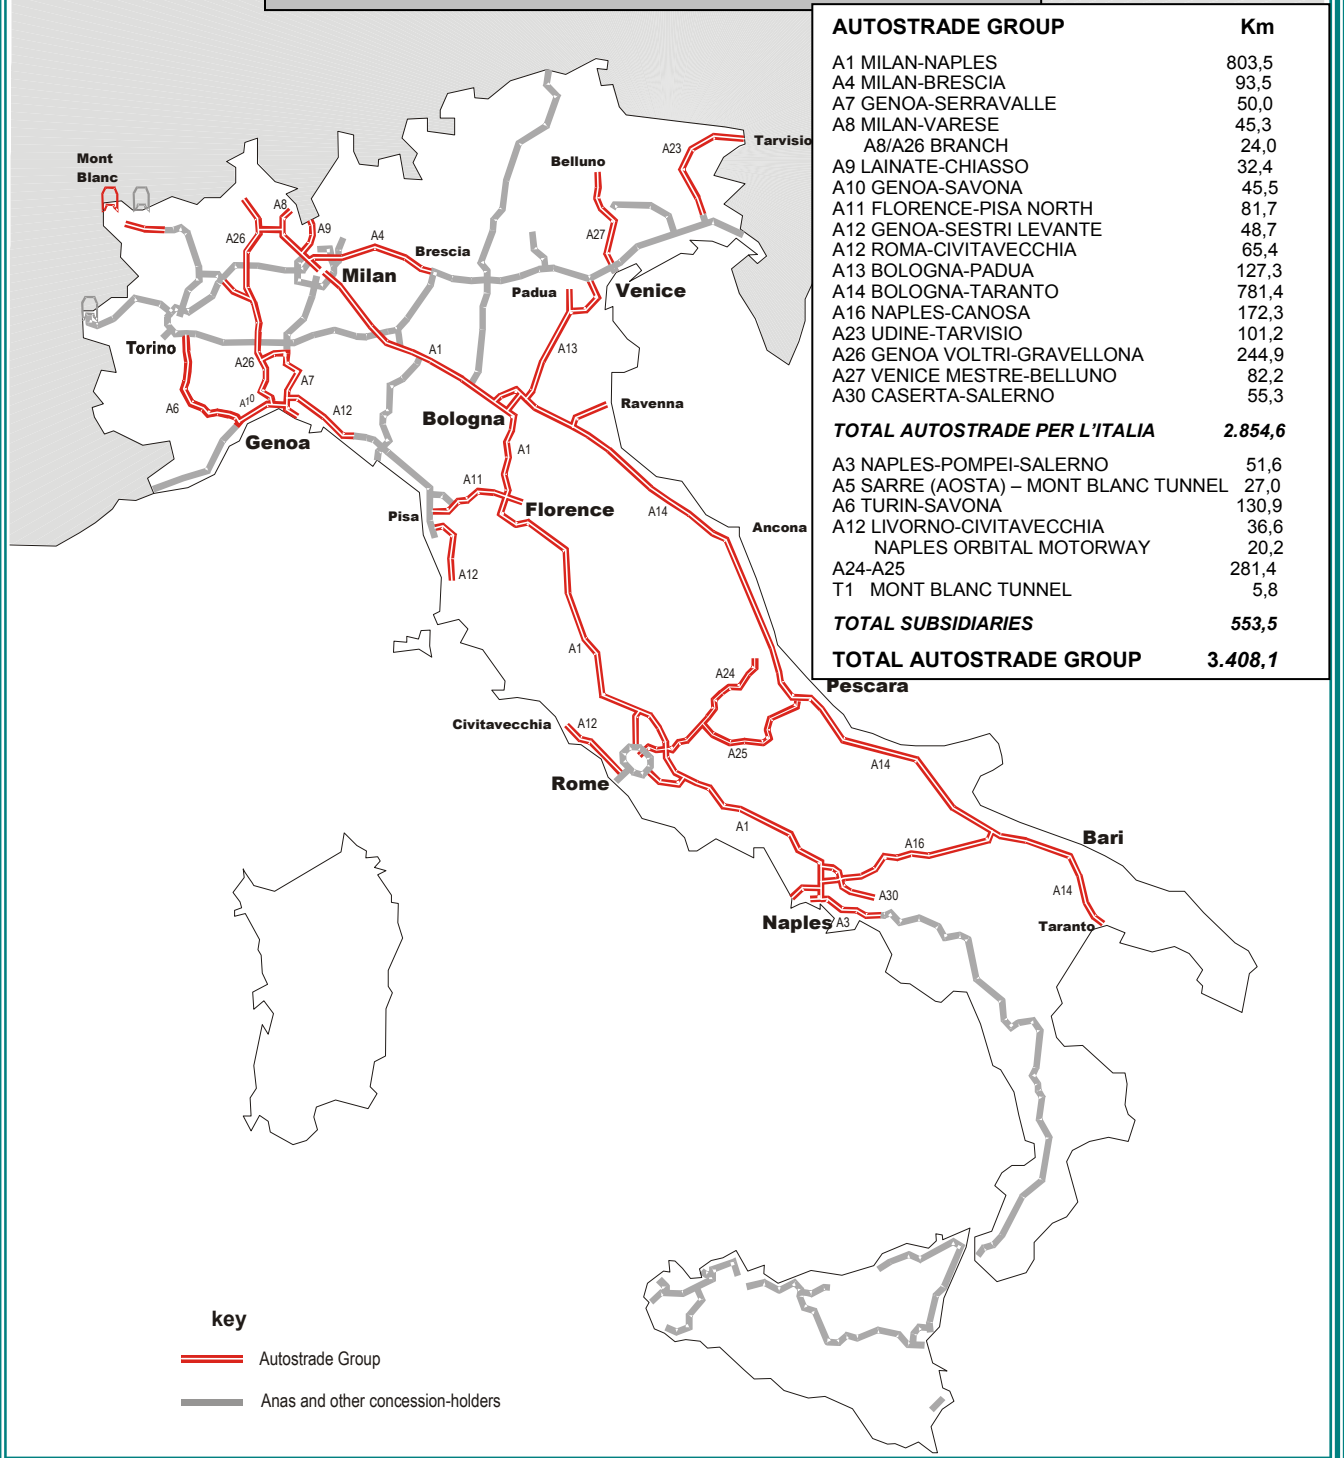 AUTOSTRADE GROUP Km
A1 MILAN-NAPLES 803,5
A4 MILAN-BRESCIA 93,5
A7 GENOA-SERRAVALLE 50,0
A8 MILAN-VARESE 45,3
A8/A26 BRANCH 24,0
A9 LAINATE-CHIASSO 32,4
A10 GENOA-SAVONA 45,5
A11 FLORENCE-PISA NORTH 81,7
A12 GENOA-SESTRI LEVANTE 48,7
A12 ROMA-CIVITAVECCHIA 65,4
A13 BOLOGNA-PADUA 127,3
A14 BOLOGNA-TARANTO 781,4
A16 NAPLES-CANOSA 172,3
A23 UDINE-TARVISIO 101,2
A26 GENOA VOLTRI-GRAVELLONA 244,9
A27 VENICE MESTRE-BELLUNO 82,2
A30 CASERTA-SALERNO 55,3
TOTAL AUTOSTRADE PER L'ITALIA 2.854,6
A3 NAPLES-POMPEI-SALERNO 51,6
A5 SARRE (AOSTA) – MONT BLANC TUNNEL 27,0
A6 TURIN-SAVONA 130,9
A12 LIVORNO-CIVITAVECCHIA 36,6
NAPLES ORBITAL MOTORWAY 20,2
A24-A25 281,4
T1 MONT BLANC TUNNEL 5,8
TOTAL SUBSIDIARIES 553,5
TOTAL AUTOSTRADE GROUP 3.408,1
Mont
Blanc
Tarvisio
A23
Belluno
A8
A9
A26
A4
A27
Brescia
Milan
Padua
Venice
Torino
A1
A13
A26
A7
A6
A10
A12
Ravenna
Bologna
Genoa
A1
A11
Florence
Pisa
A14
Ancona
A12
A1
A24
Pescara
Civitavecchia
A12
A25
A14
Rome
A1
A16
Bari
A30
A14
Naples
A3
Taranto
key
Autostrade Group
Anas and other concession-holders